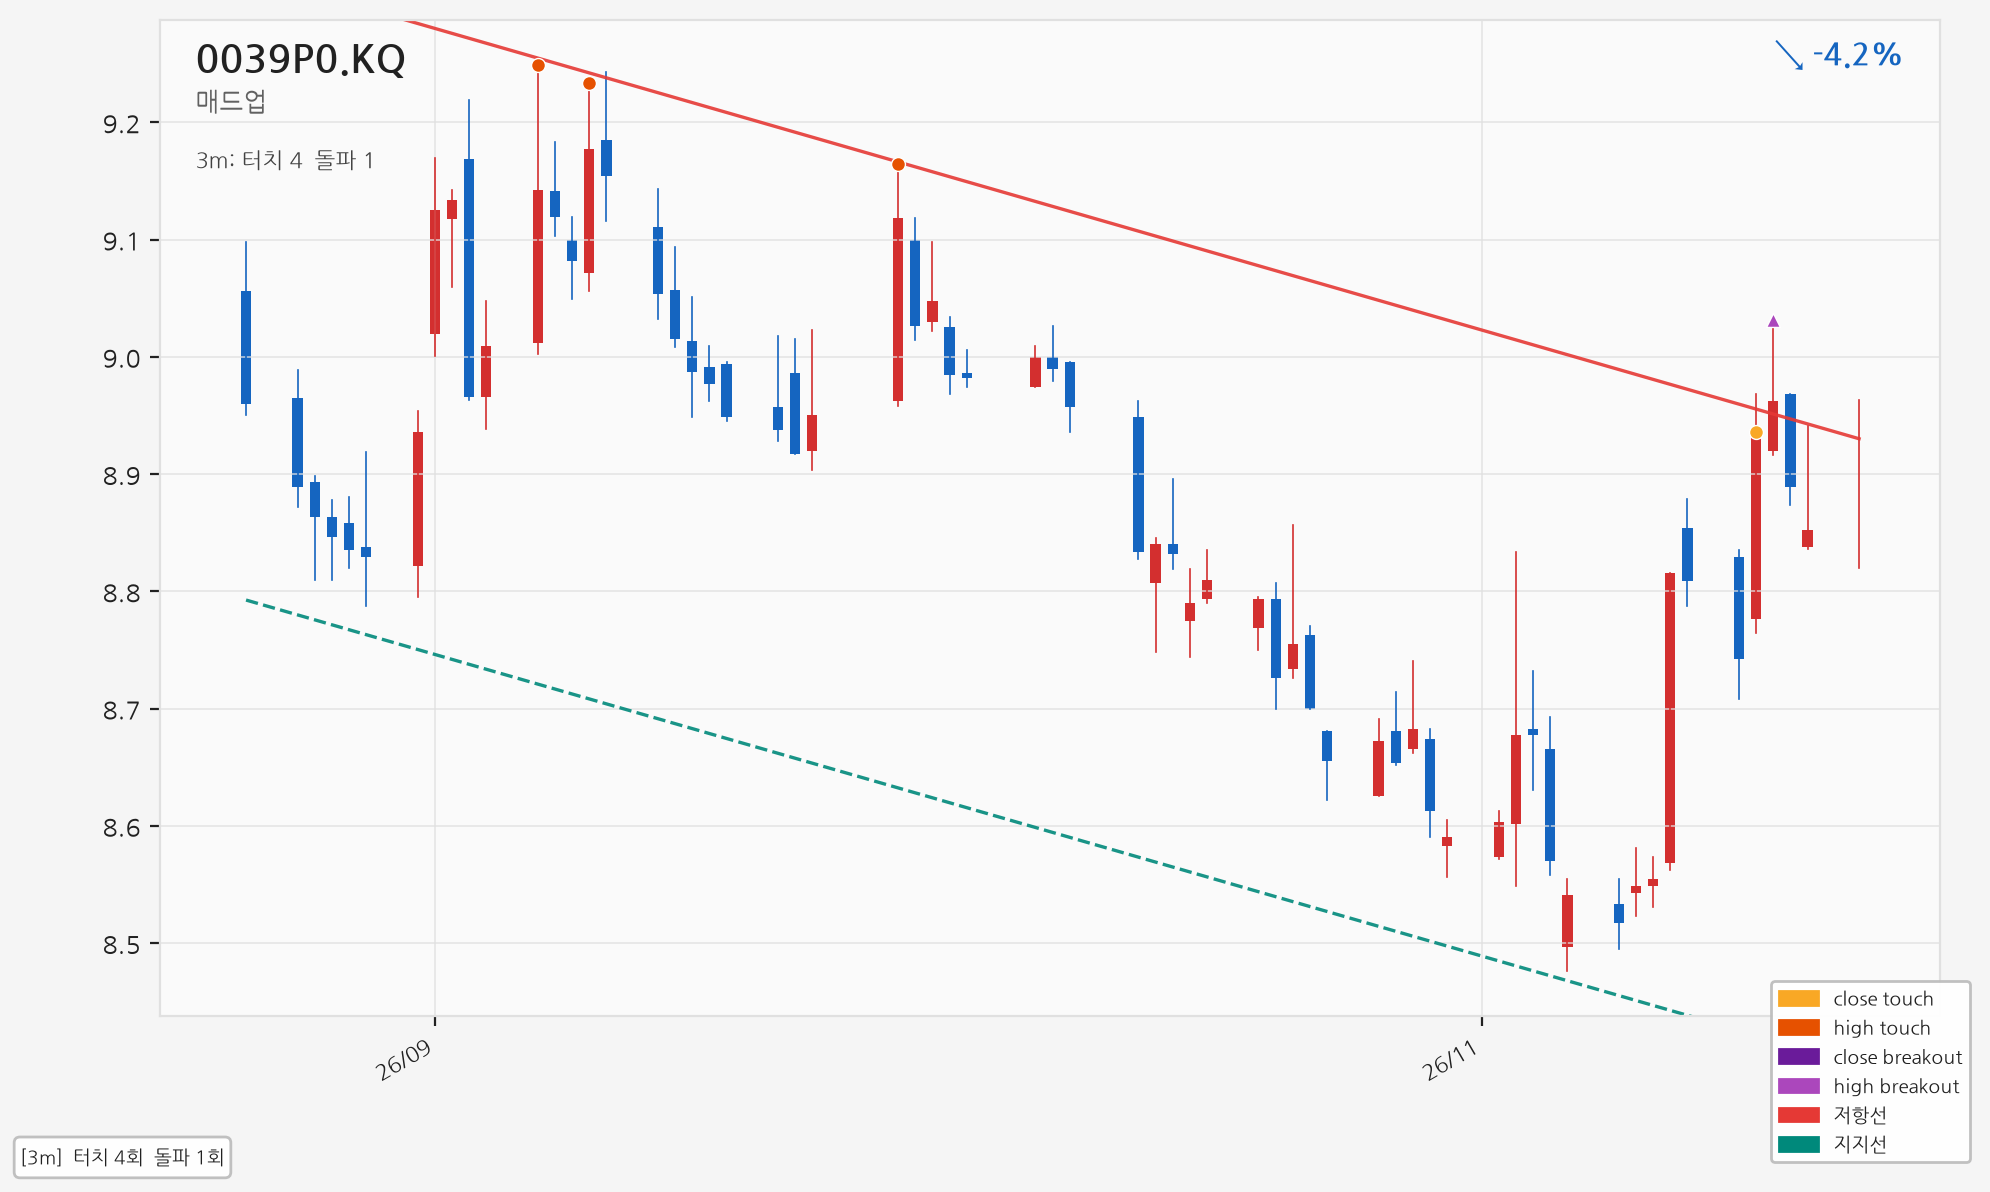 0039P0.KQ
매드업
3m: 터치 4  돌파 1
-4.2%
9.2
9.1
9.0
8.9
8.8
8.7
8.6
8.5
26/09
26/11
close touch
high touch
close breakout
high breakout
저항선
지지선
[3m]  터치 4회  돌파 1회